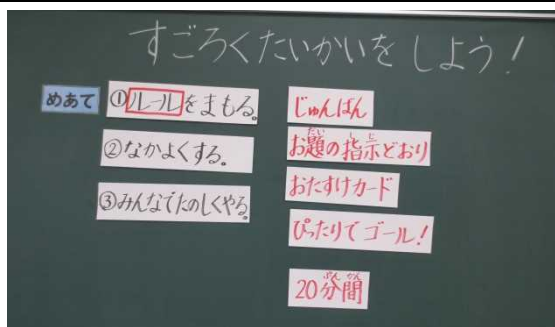 すごろくたいかいをしよう!
めあて
①ルールをまもる。
②なかよくする。
③みんなでたのしくやる。
じゅんばん
お題の指示どおり
おたすけカード
ぴったりでゴール!
20分間